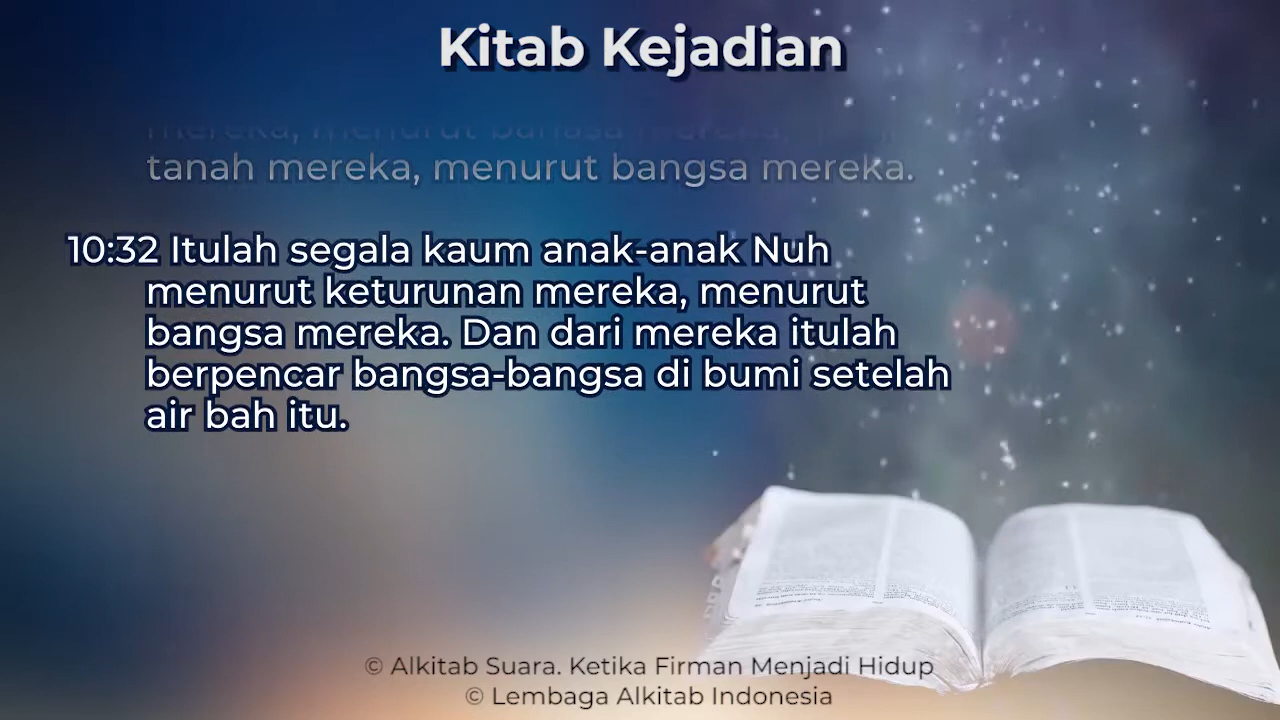 Kitab Kejadian
tanah mereka, menurut bangsa mereka.
10:32 Itulah segala kaum anak-anak Nuh
menurut keturunan mereka, menurut
bangsa mereka. Dan dari mereka itulah
berpencar bangsa-bangsa di bumi setelah
air bah itu.
© Alkitab Suara. Ketika Firman Menjadi Hidup
© Lembaga Alkitab Indonesia